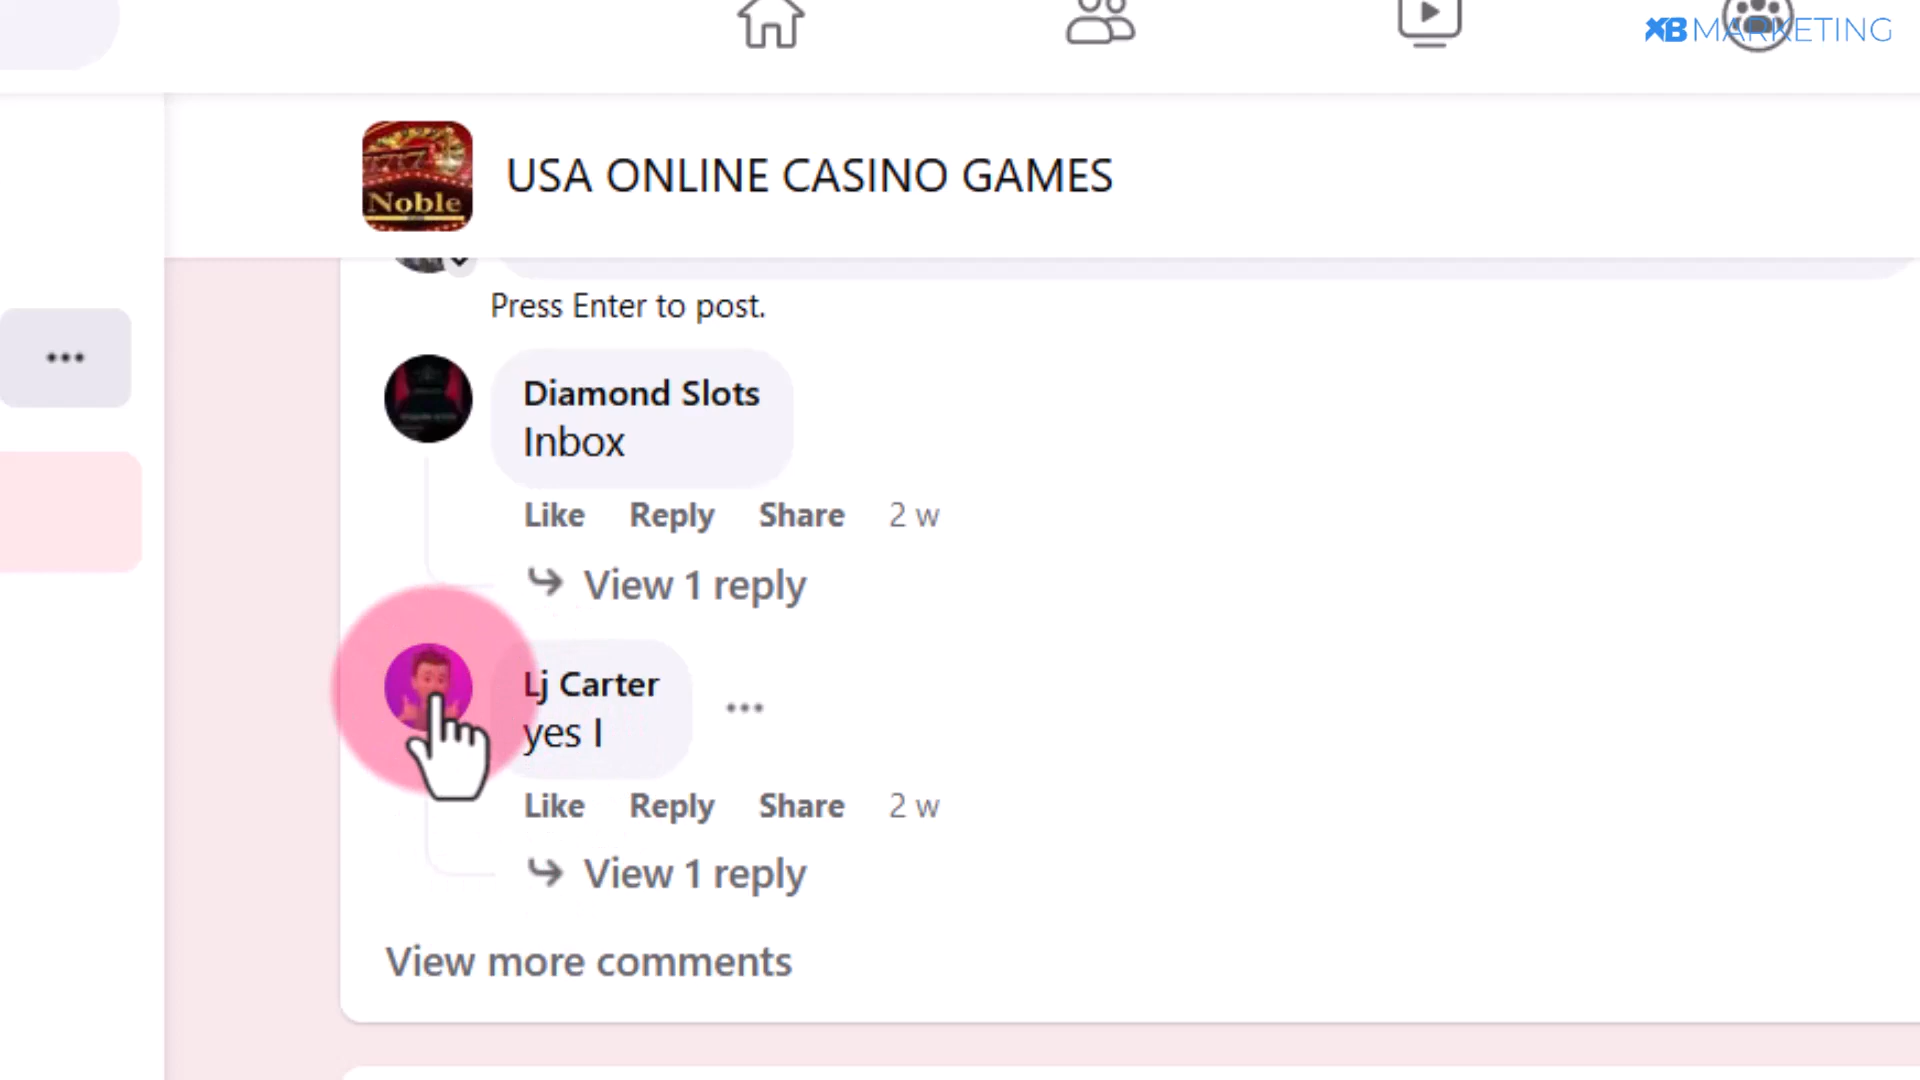 XB MARKETING
777
Noble
USA ONLINE CASINO GAMES
Press Enter to post.
Diamond Slots
Inbox
Like Reply Share 2 w
View 1 reply
Lj Carter
yes I
Like Reply Share 2 w
View 1 reply
View more comments